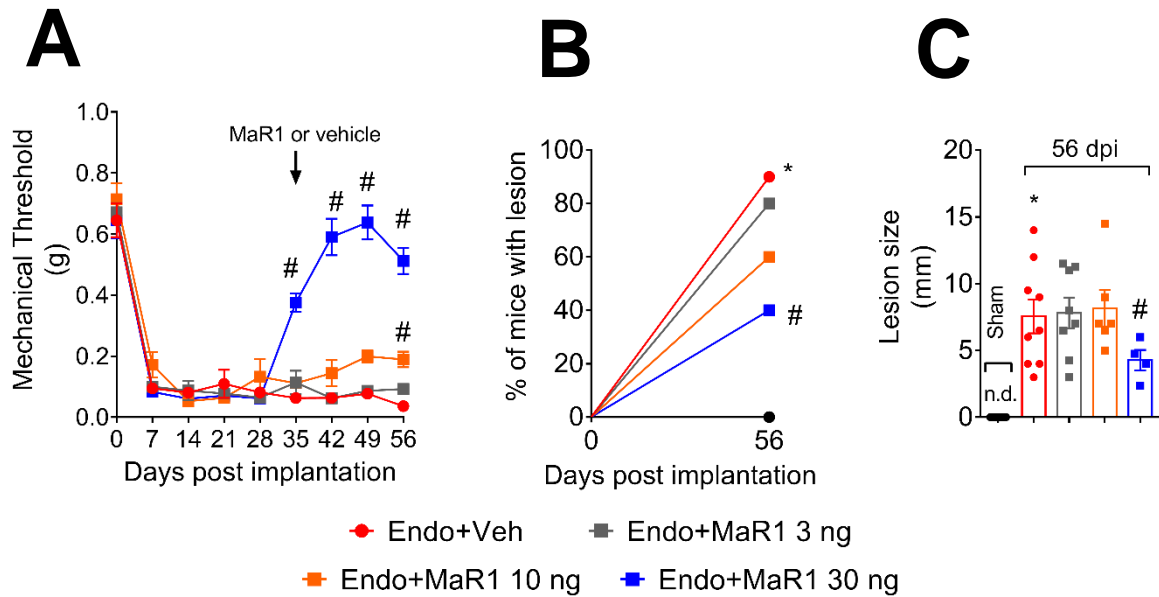 A
B
C
Mechanical Threshold
(g)
1.0
0.8
0.6
0.4
0.2
0.0
MaR1 or vehicle
#
#
#
#
#
0 7 14 21 28 35 42 49 56
Days post implantation
% of mice with lesion
100
80
60
40
20
0
*
#
0 56
Days post implantation
Lesion size
(mm)
20
15
10
5
0
56 dpi
*
#
Sham
n.d.
Endo+Veh
Endo+MaR1 3 ng
Endo+MaR1 10 ng
Endo+MaR1 30 ng